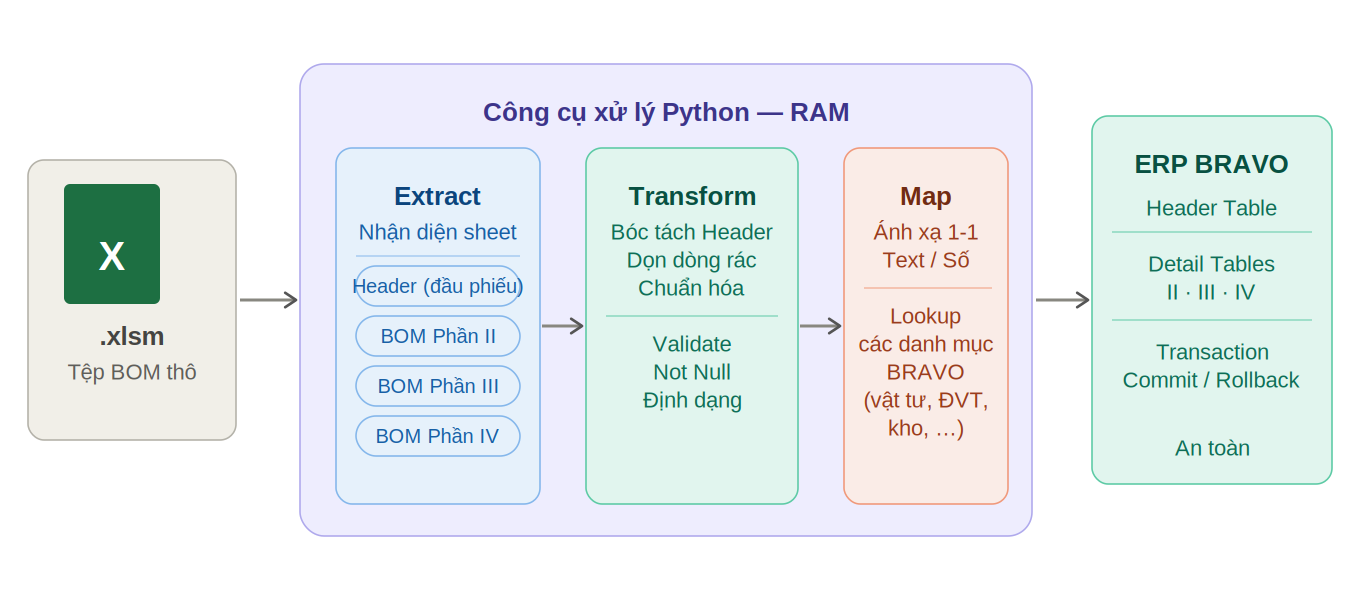 X
.xlsm
Tệp BOM thô
Công cụ xử lý Python — RAM
Extract
Nhận diện sheet
Header (đầu phiếu)
BOM Phần II
BOM Phần III
BOM Phần IV
Transform
Bóc tách Header
Dọn dòng rác
Chuẩn hóa
Validate
Not Null
Định dạng
Map
Ánh xạ 1-1
Text / Số
Lookup
các danh mục
BRAVO
(vật tư, ĐVT,
kho, …)
ERP BRAVO
Header Table
Detail Tables
II · III · IV
Transaction
Commit / Rollback
An toàn